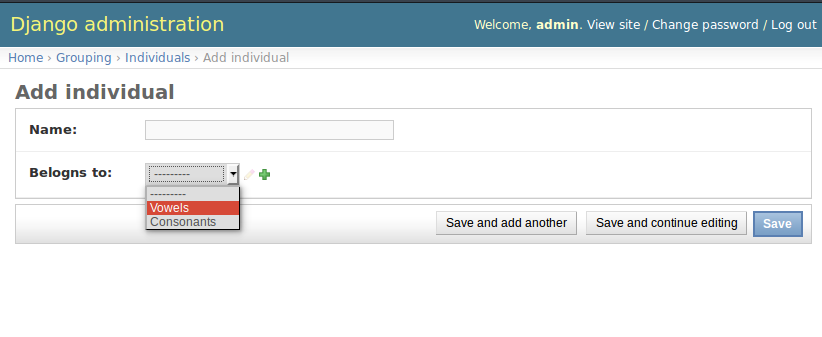 Django administration
Welcome, admin. View site / Change password / Log out
Home › Grouping › Individuals › Add individual
Add individual
Name:
Belogns to:
---------
---------
Vowels
Consonants
Save and add another
Save and continue editing
Save